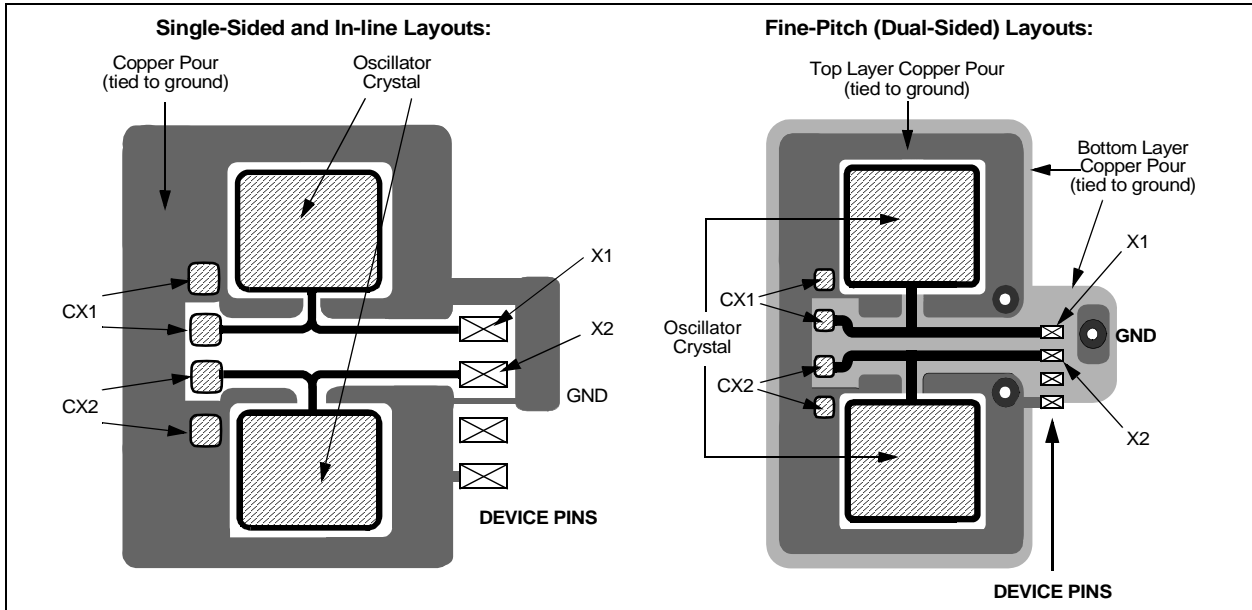 Single-Sided and In-line Layouts:
Copper Pour
(tied to ground)
Oscillator
Crystal
X1
CX1
X2
CX2
GND
DEVICE PINS
Fine-Pitch (Dual-Sided) Layouts:
Top Layer Copper Pour
(tied to ground)
Bottom Layer
Copper Pour
(tied to ground)
X1
CX1
Oscillator
Crystal
GND
CX2
X2
DEVICE PINS